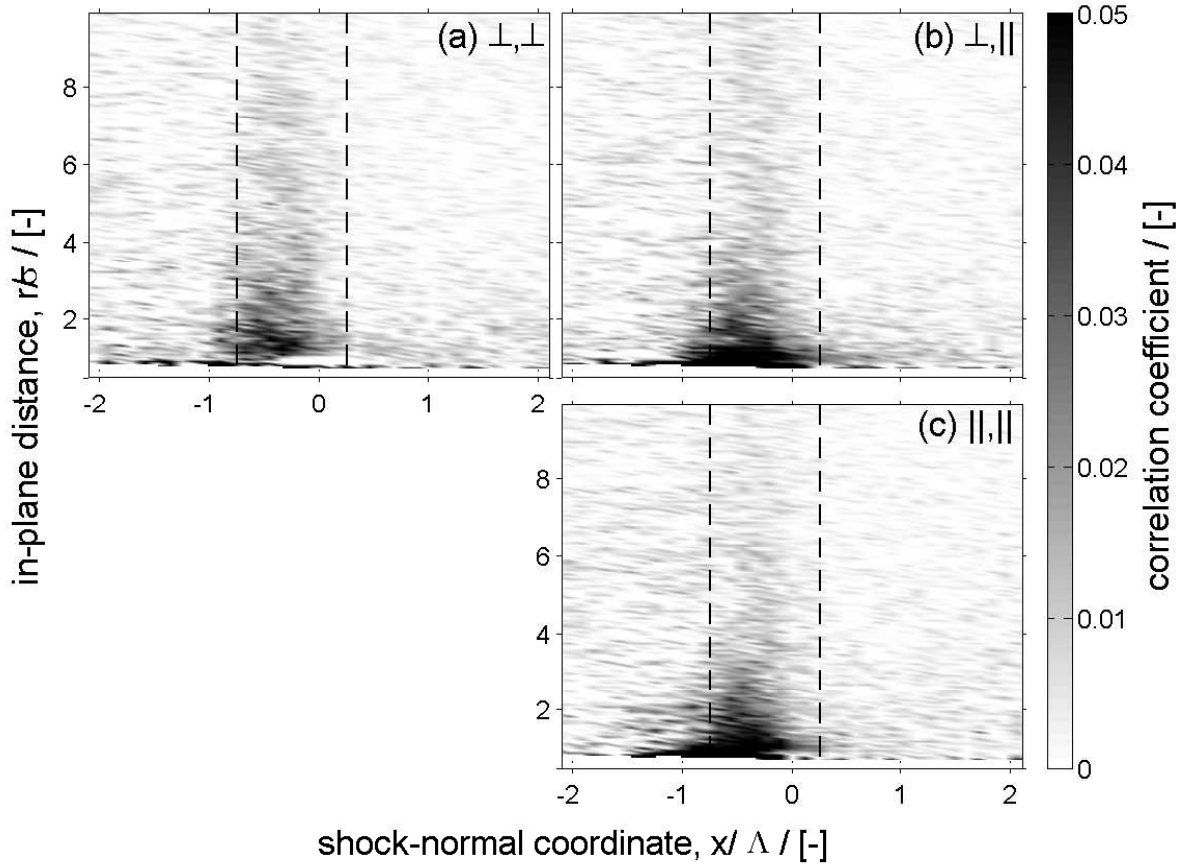 (a) ⊥,⊥
(b) ⊥,||
(c) ||,||
8
6
4
2
-2 -1 0 1 2
8
6
4
2
-2 -1 0 1 2
8
6
4
2
-2 -1 0 1 2
in-plane distance, r/σ / [-]
shock-normal coordinate, x/ Λ / [-]
0.05
0.04
0.03
0.02
0.01
0
correlation coefficient / [-]